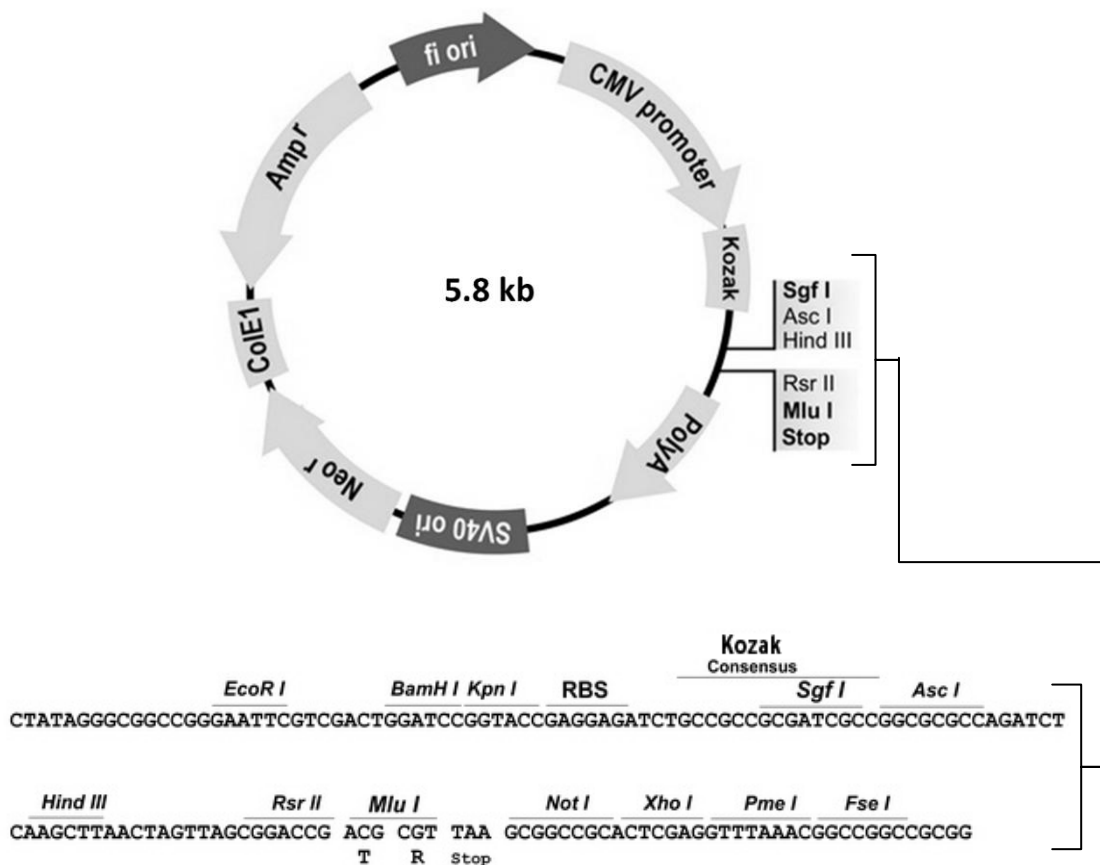 fi ori
CMV promoter
Kozak
Amp r
5.8 kb
Sgf I
Asc I
Hind III
Rsr II
Mlu I
Stop
ColE1
PolyA
Neo r
SV40 ori
Kozak
Consensus
EcoR I BamH I Kpn I RBS Sgf I Asc I
CTATAGGGCGGCCGGGAATTCGTCGACTGGATCCGGTACCGAGGAGATCTGCCGCCGCGATCGCCGGCGCGCCAGATCT
Hind III Rsr II Mlu I Not I Xho I Pme I Fse I
CAAGCTTAACTAGTTAGCGGACCG ACG CGT TAA GCGGCCGCACTCGAGGTTTAAACGGCCGGCCGCGG
T R Stop